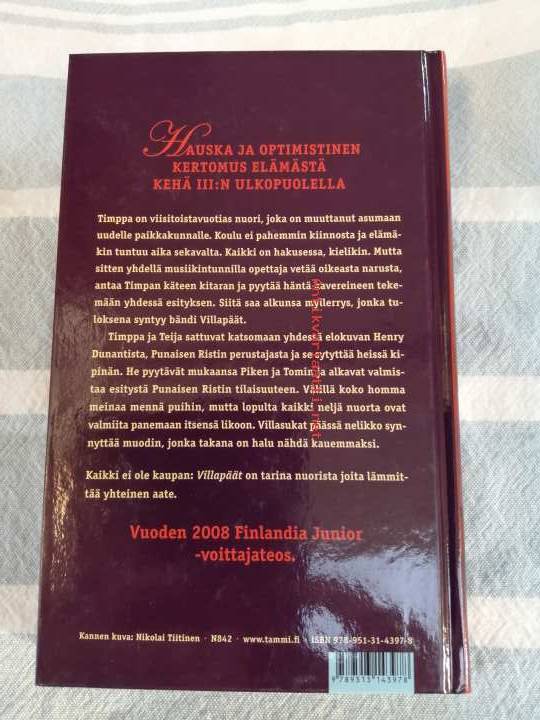 HAUSKA JA OPTIMISTINEN
KERTOMUS ELÄMÄSTÄ
KEHÄ III:N ULKOPUOLELLA
Timppa on viisitoistavuotias nuori, joka on muuttanut asumaan
uudelle paikkakunnalle. Koulu ei pahemmin kiinnosta ja elämä-
kin tuntuu aika sekavalta. Kaikki on hakusessa, kielikin. Mutta
sitten yhdellä musiikintunnilla opettaja vetää oikeasta narusta,
antaa Timpan käteen kitaran ja pyytää häntä kavereineen teke-
mään yhdessä esityksen. Siitä saa alkunsa myllerrys, jonka tu-
loksena syntyy bändi Villapäät.
Timppa ja Teija sattuvat katsomaan yhdessä elokuvan Henry
Dunantista, Punaisen Ristin perustajasta ja se sytyttää heissä ki-
pinän. He pyytävät mukaansa Piken ja Tomin ja alkavat valmis-
taa esitystä Punaisen Ristin tilaisuuteen. Välillä koko homma
meinaa mennä puihin, mutta lopulta kaikki neljä nuorta ovat
valmiita panemaan itsensä likoon. Villasukat päässä nelikko syn-
nyttää muodin, jonka takana on halu nähdä kauemmaksi.
Kaikki ei ole kaupan: Villapäät on tarina nuorista joita lämmit-
tää yhteinen aate.
Vuoden 2008 Finlandia Junior
-voittajateos.
Kannen kuva: Nikolai Tiitinen · N842 · www.tammi.fi · ISBN 978-951-31-4397-8
9 789513 143978